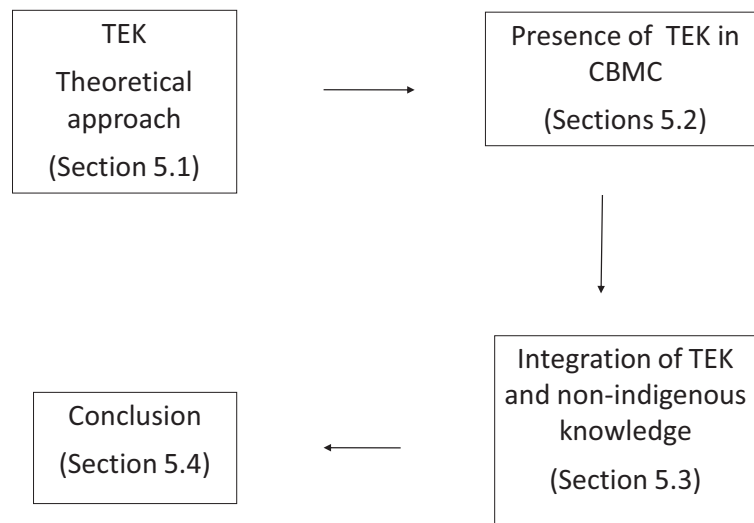 TEK
Theoretical
approach
(Section 5.1)
Presence of TEK in
CBMC
(Sections 5.2)
Integration of TEK
and non-indigenous
knowledge
(Section 5.3)
Conclusion
(Section 5.4)